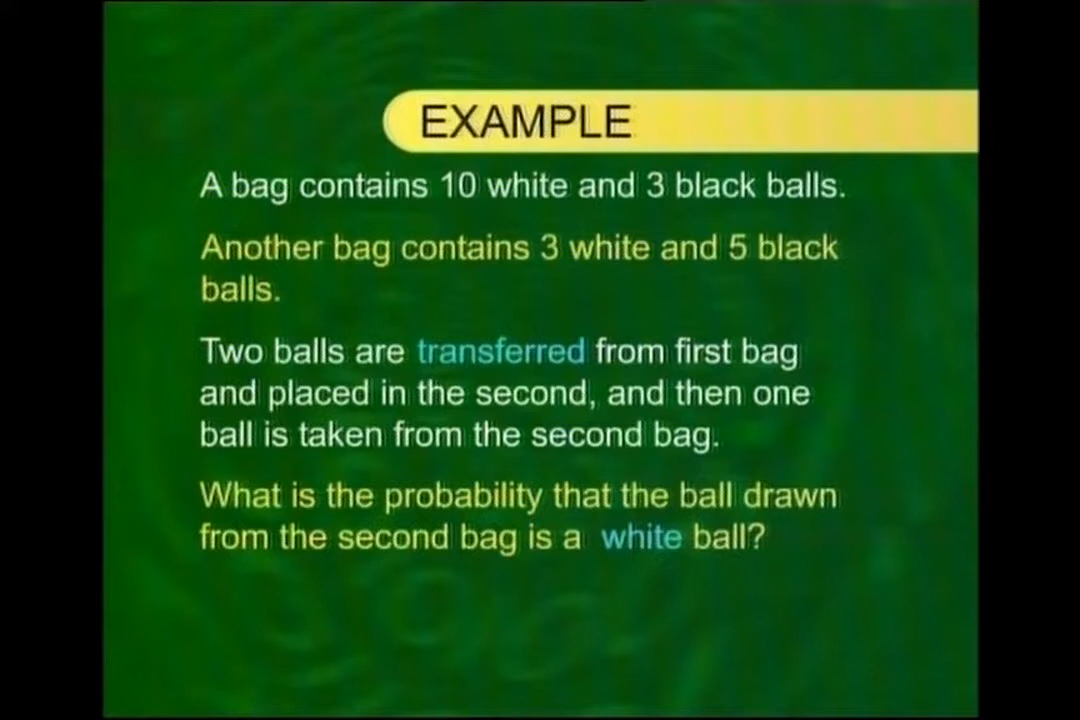 EXAMPLE
A bag contains 10 white and 3 black balls.
Another bag contains 3 white and 5 black
balls.
Two balls are transferred from first bag
and placed in the second, and then one
ball is taken from the second bag.
What is the probability that the ball drawn
from the second bag is a white ball?